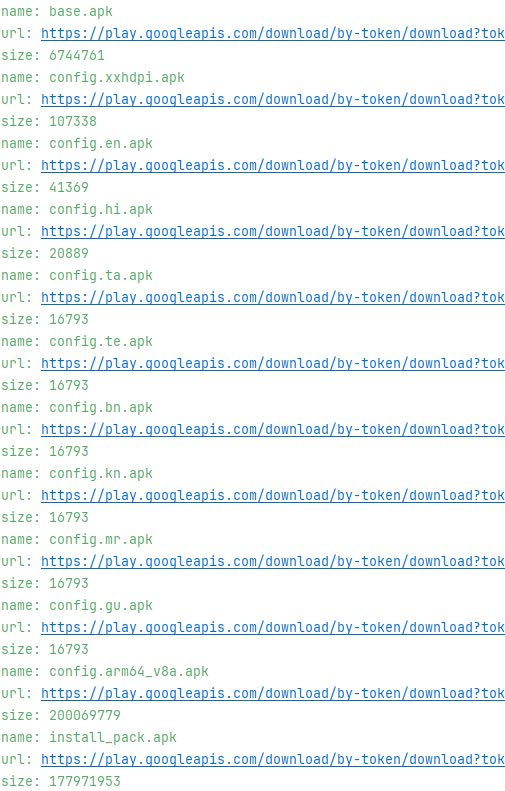 name: base.apk
url: https://play.googleapis.com/download/by-token/download?tok
size: 6744761
name: config.xxhdpi.apk
url: https://play.googleapis.com/download/by-token/download?tok
size: 107338
name: config.en.apk
url: https://play.googleapis.com/download/by-token/download?tok
size: 41369
name: config.hi.apk
url: https://play.googleapis.com/download/by-token/download?tok
size: 20889
name: config.ta.apk
url: https://play.googleapis.com/download/by-token/download?tok
size: 16793
name: config.te.apk
url: https://play.googleapis.com/download/by-token/download?tok
size: 16793
name: config.bn.apk
url: https://play.googleapis.com/download/by-token/download?tok
size: 16793
name: config.kn.apk
url: https://play.googleapis.com/download/by-token/download?tok
size: 16793
name: config.mr.apk
url: https://play.googleapis.com/download/by-token/download?tok
size: 16793
name: config.gu.apk
url: https://play.googleapis.com/download/by-token/download?tok
size: 16793
name: config.arm64_v8a.apk
url: https://play.googleapis.com/download/by-token/download?tok
size: 200069779
name: install_pack.apk
url: https://play.googleapis.com/download/by-token/download?tok
size: 177971953